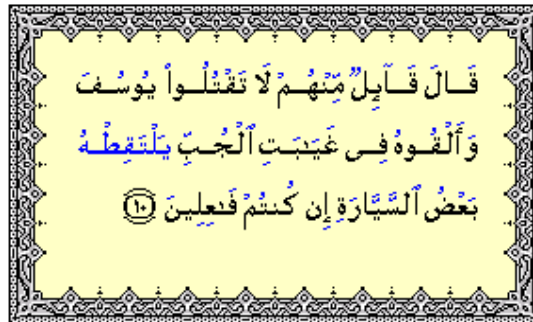 قَالَ قَآئِلٌ مِّنْهُمْ لَا تَقْتُلُوا۟ يُوسُفَ
وَأَلْقُوهُ فِى غَيَـٰبَتِ ٱلْجُبِّ يَلْتَقِطْهُ
بَعْضُ ٱلسَّيَّارَةِ إِن كُنتُمْ فَـٰعِلِينَ ١٠